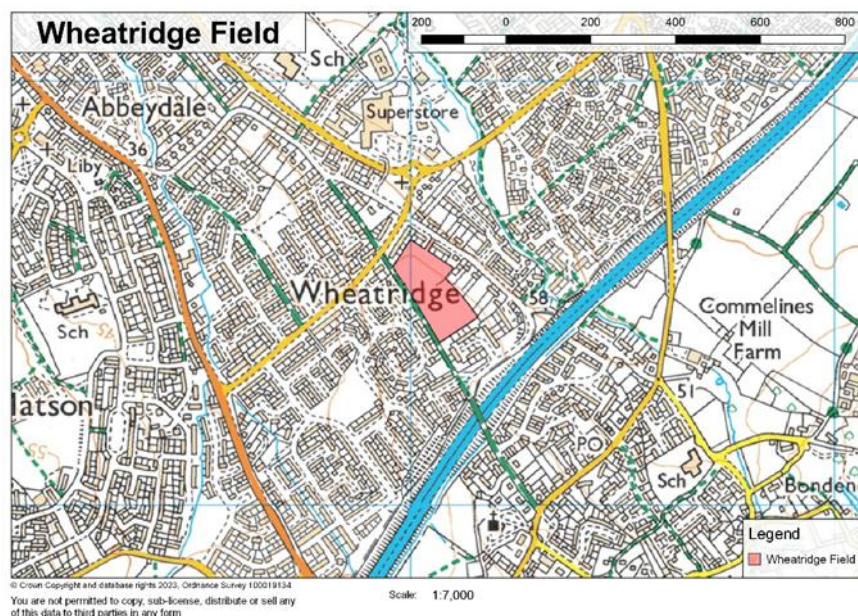 Wheatridge Field
200 0 200 400 600 800
Sch
Abbeydale
Superstore
36
Liby
Wheatridge
58
Commelines
Mill
Farm
Sch
45
Matson
51
55
PO
Sch
Bondend
Legend
Wheatridge Field
© Crown Copyright and database rights 2023, Ordnance Survey 100019134
Scale: 1:7,000
You are not permitted to copy, sub-license, distribute or sell any
of this data to third parties in any form